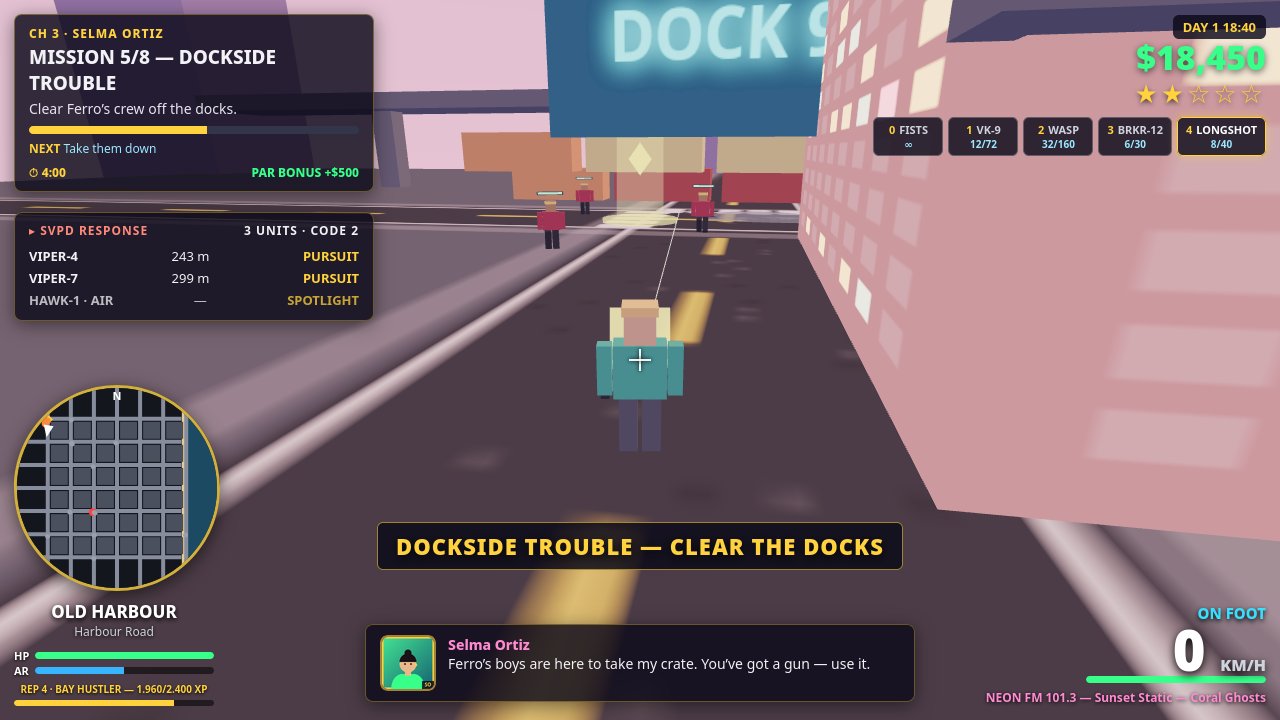 CH 3 · SELMA ORTIZ
MISSION 5/8 — DOCKSIDE
TROUBLE
Clear Ferro’s crew off the docks.
NEXT Take them down
⏱ 4:00 PAR BONUS +$500
▸ SVPD RESPONSE 3 UNITS · CODE 2
VIPER-4 243 m PURSUIT
VIPER-7 299 m PURSUIT
HAWK-1 · AIR — SPOTLIGHT
DOCK 9
DAY 1 18:40
$18,450
★★☆☆☆
0 FISTS ∞
1 VK-9 12/72
2 WASP 32/160
3 BRKR-12 6/30
4 LONGSHOT 8/40
N
OLD HARBOUR
Harbour Road
HP
AR
REP 4 · BAY HUSTLER — 1.960/2.400 XP
DOCKSIDE TROUBLE — CLEAR THE DOCKS
SO
Selma Ortiz
Ferro’s boys are here to take my crate. You’ve got a gun — use it.
ON FOOT
0 KM/H
NEON FM 101.3 — Sunset Static — Coral Ghosts